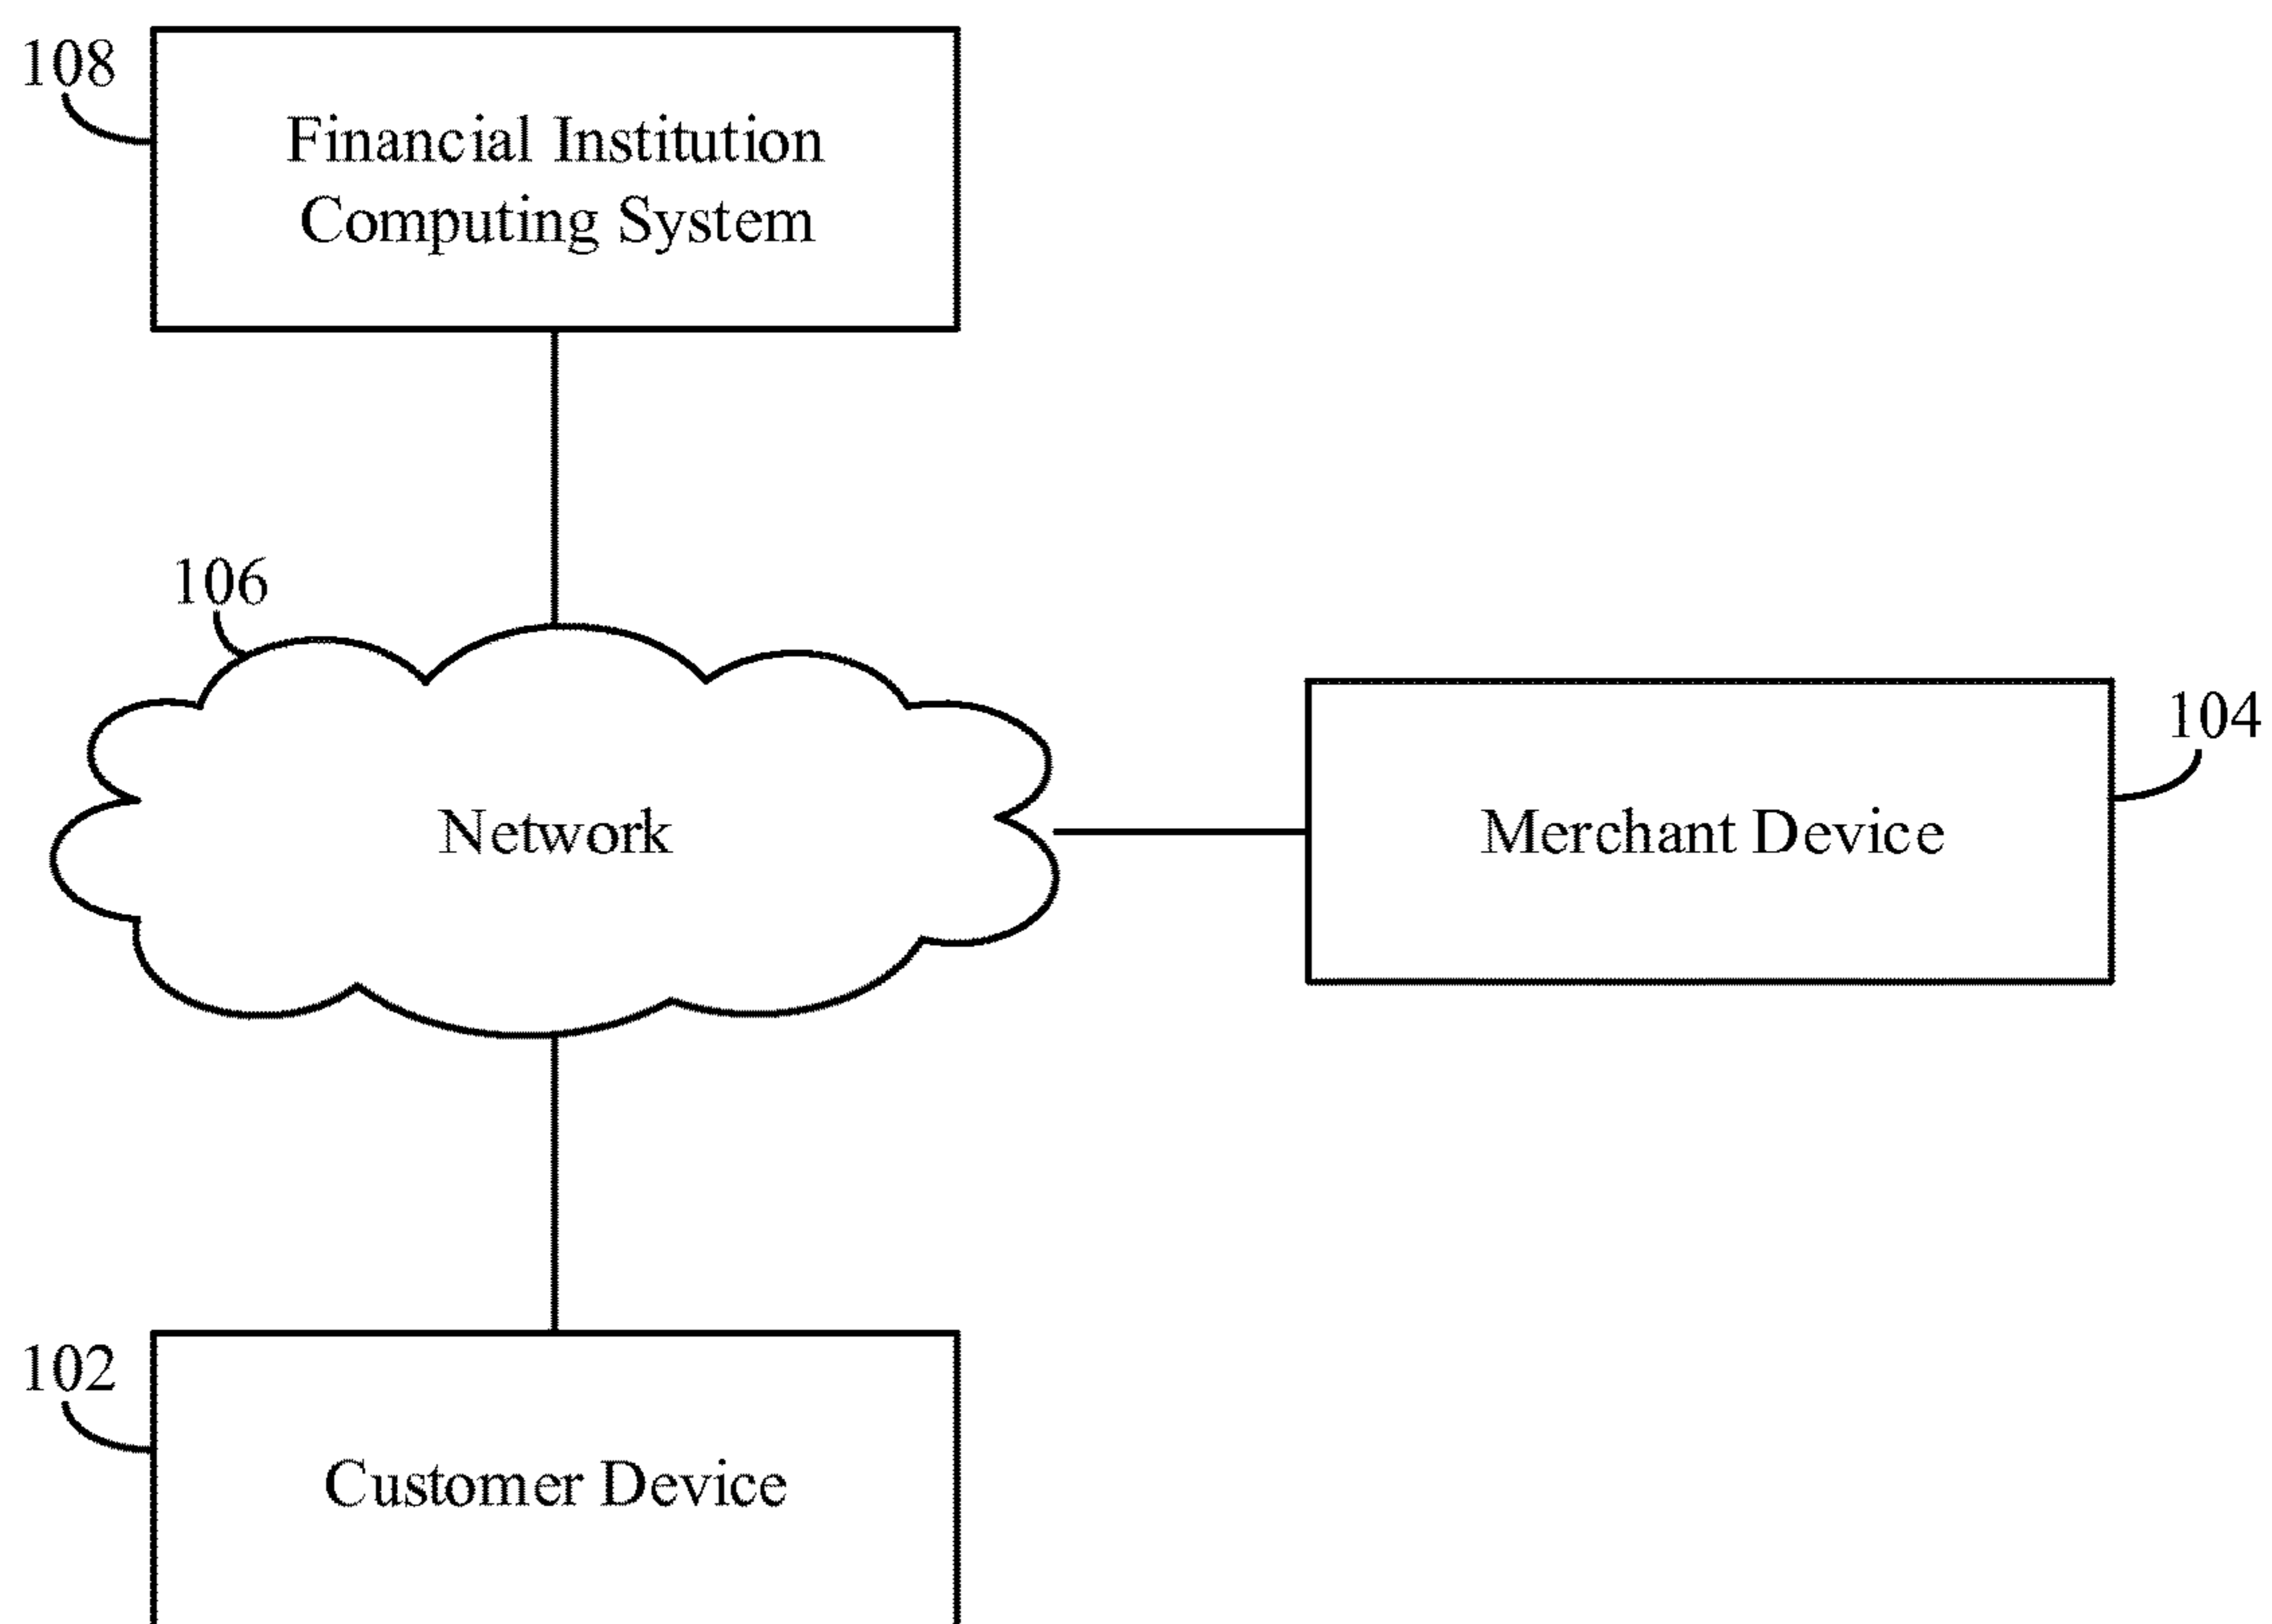 108
Financial Institution
Computing System
106
Network
Merchant Device
104
102
Customer Device